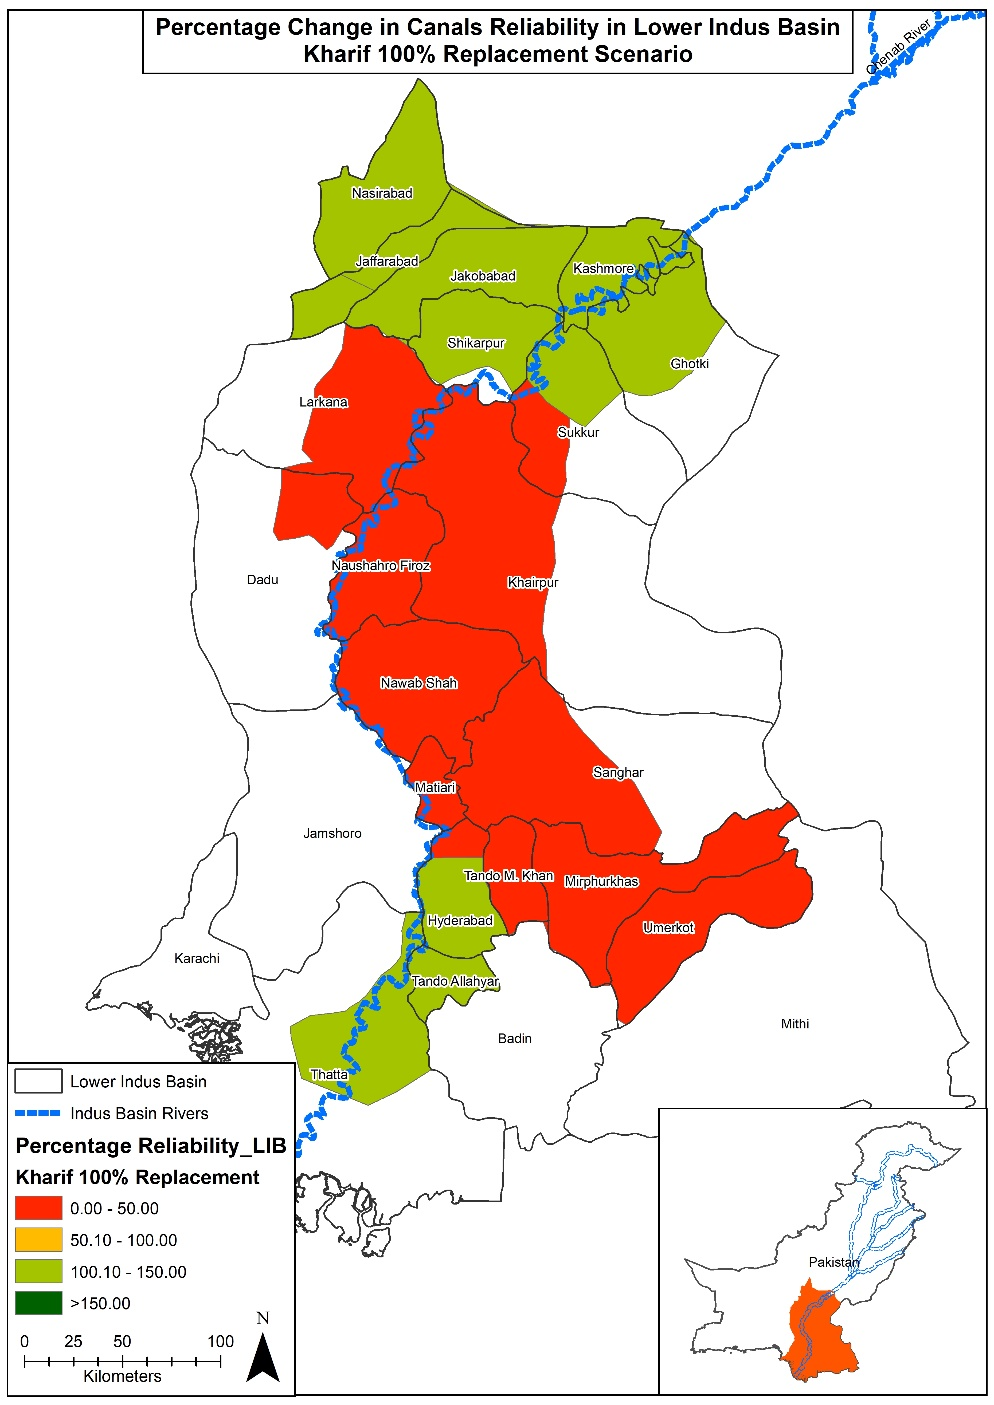 Percentage Change in Canals Reliability in Lower Indus Basin
Kharif 100% Replacement Scenario
Chenab River
Nasirabad
Jaffarabad
Jakobabad
Kashmore
Shikarpur
Ghotki
Larkana
Sukkur
Naushahro Firoz
Dadu
Khairpur
Nawab Shah
Sanghar
Matiari
Jamshoro
Tando M. Khan
Mirphurkhas
Hyderabad
Umerkot
Karachi
Tando Allahyar
Badin
Mithi
Thatta
Lower Indus Basin
Indus Basin Rivers
Percentage Reliability_LIB
Kharif 100% Replacement
0.00 - 50.00
50.10 - 100.00
100.10 - 150.00
>150.00
N
0 25 50 100
Kilometers
Pakistan